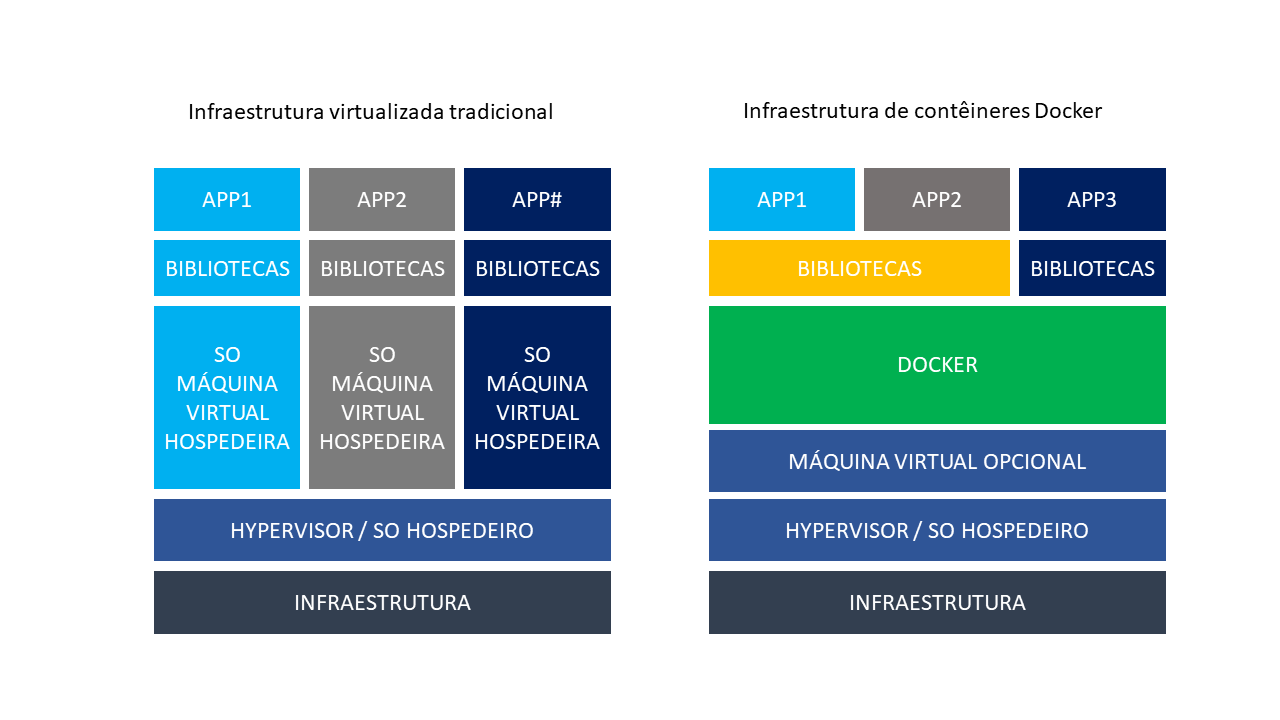 Infraestrutura virtualizada tradicional
APP1
APP2
APP#
BIBLIOTECAS
BIBLIOTECAS
BIBLIOTECAS
SO
MÁQUINA
VIRTUAL
HOSPEDEIRA
SO
MÁQUINA
VIRTUAL
HOSPEDEIRA
SO
MÁQUINA
VIRTUAL
HOSPEDEIRA
HYPERVISOR / SO HOSPEDEIRO
INFRAESTRUTURA
Infraestrutura de contêineres Docker
APP1
APP2
APP3
BIBLIOTECAS
BIBLIOTECAS
DOCKER
MÁQUINA VIRTUAL OPCIONAL
HYPERVISOR / SO HOSPEDEIRO
INFRAESTRUTURA